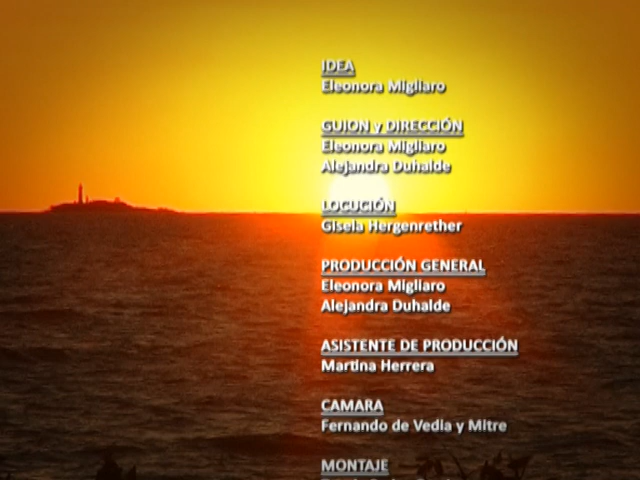 IDEA
Eleonora Migliaro
GUION y DIRECCIÓN
Eleonora Migliaro
Alejandra Duhalde
LOCUCIÓN
Gisela Hergenrether
PRODUCCIÓN GENERAL
Eleonora Migliaro
Alejandra Duhalde
ASISTENTE DE PRODUCCIÓN
Martina Herrera
CAMARA
Fernando de Vedia y Mitre
MONTAJE